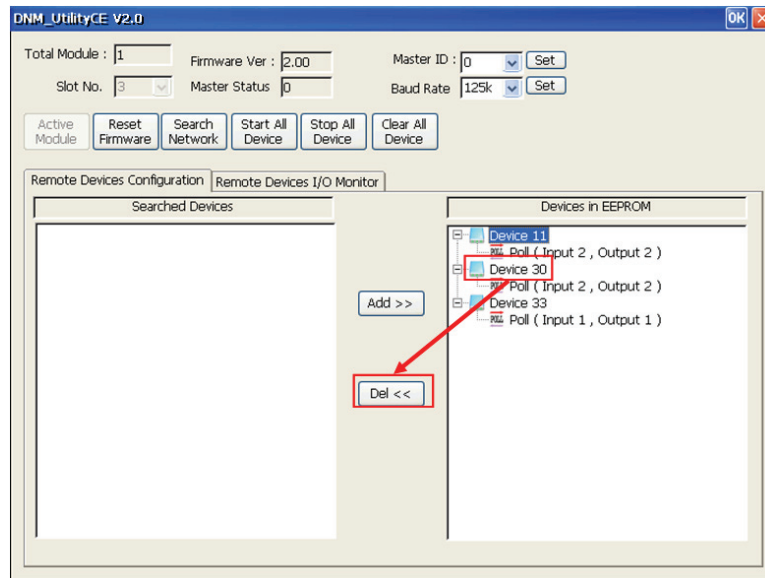 DNM_UtilityCE V2.0 OK
Total Module : 1 Firmware Ver : 2.00 Master ID : 0 Set
Slot No. 3 Master Status 0 Baud Rate 125k Set
Active Module Reset Firmware Search Network Start All Device Stop All Device Clear All Device
Remote Devices Configuration Remote Devices I/O Monitor
Searched Devices Devices in EEPROM
Device 11
Poll ( Input 2 , Output 2 )
Device 30
Poll ( Input 2 , Output 2 )
Device 33
Poll ( Input 1 , Output 1 )
Add >>
Del <<